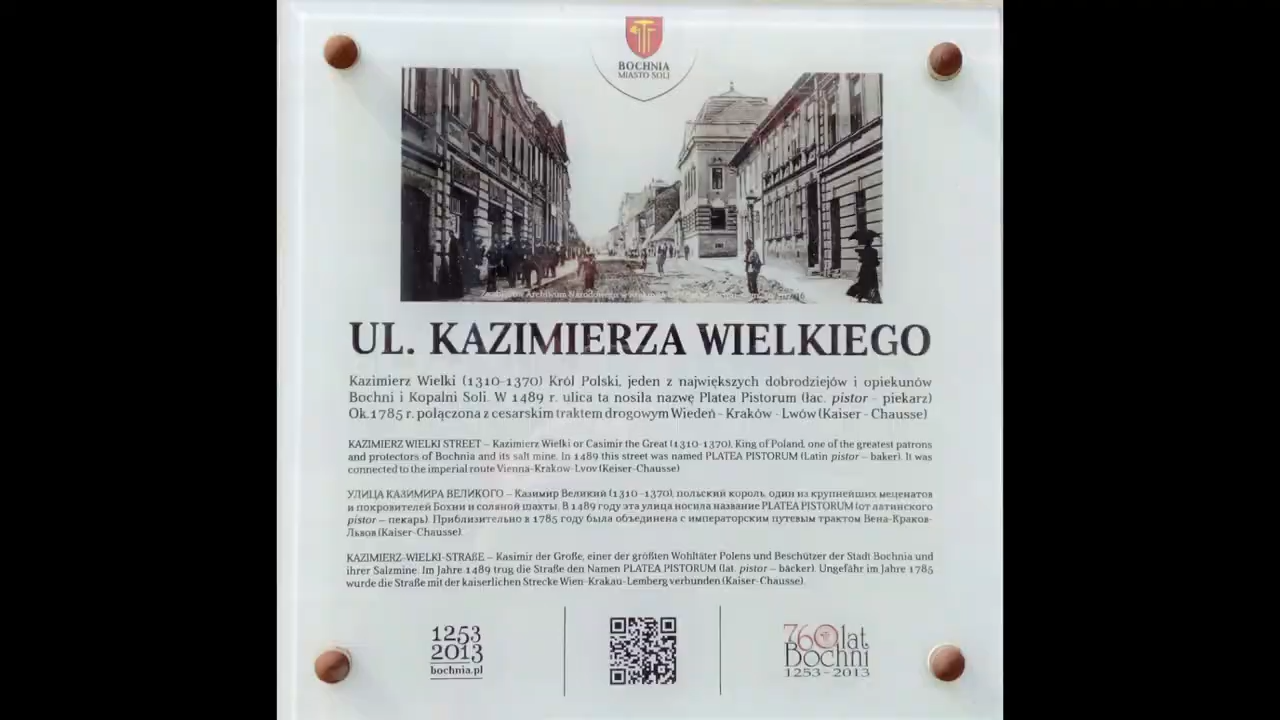 BOCHNIA
MIASTO SOLI
Archiwum Narodowego
UL. KAZIMIERZA WIELKIEGO
Kazimierz Wielki (1310-1370) Król Polski, jeden z największych dobrodziejów i opiekunów
Bochni i Kopalni Soli. W 1489 r. ulica ta nosiła nazwę Platea Pistorum (łac. pistor - piekarz)
Ok.1785 r. połączona z cesarskim traktem drogowym Wiedeń - Kraków - Lwów (Kaiser - Chausse)
KAZIMIERZ WIELKI STREET – Kazimierz Wielki or Casimir the Great (1310-1370), King of Poland, one of the greatest patrons
and protectors of Bochnia and its salt mine. In 1489 this street was named PLATEA PISTORUM (Latin pistor – baker). It was
connected to the imperial route Vienna-Krakow-Lvov (Keiser-Chausse)
УЛИЦА КАЗИМИРА ВЕЛИКОГО – Казимир Великий (1310-1370), польский король, один из крупнейших меценатов
и покровителей Бохни и соляной шахты. В 1489 году эта улица носила название PLATEA PISTORUM (от латинского
pistor – пекарь). Приблизительно в 1785 году была объединена с императорским путевым трактом Вена-Краков-
Львов (Kaiser-Chausse).
KAZIMIERZ-WIELKI-STRAßE – Kasimir der Große, einer der größten Wohltäter Polens und Beschützer der Stadt Bochnia und
ihrer Salzmine. Im Jahre 1489 trug die Straße den Namen PLATEA PISTORUM (lat. pistor – bäcker). Ungefähr im Jahre 1785
wurde die Straße mit der kaiserlichen Strecke Wien-Krakau-Lemberg verbunden (Kaiser-Chausse).
1253
2013
bochnia.pl
760 lat
Bochni
1253-2013